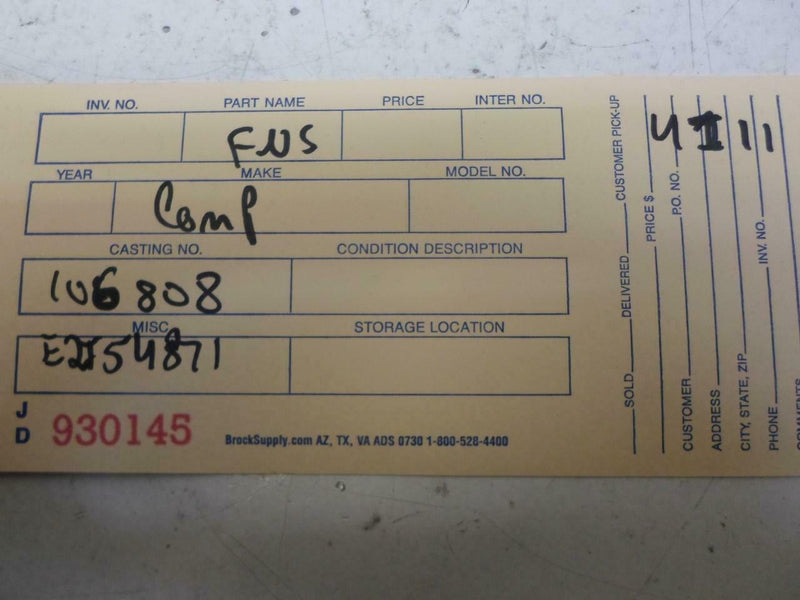 INV. NO. PART NAME PRICE INTER NO.
FNS
YEAR MAKE MODEL NO.
Comp
CASTING NO. CONDITION DESCRIPTION
106808
MISC STORAGE LOCATION
J
D 930145
BrockSupply.com AZ, TX, VA ADS 0730 1-800-528-4400
SOLD DELIVERED CUSTOMER PICK-UP
PRICE $
CUSTOMER P.O. NO.
ADDRESS
CITY, STATE, ZIP
PHONE INV. NO.